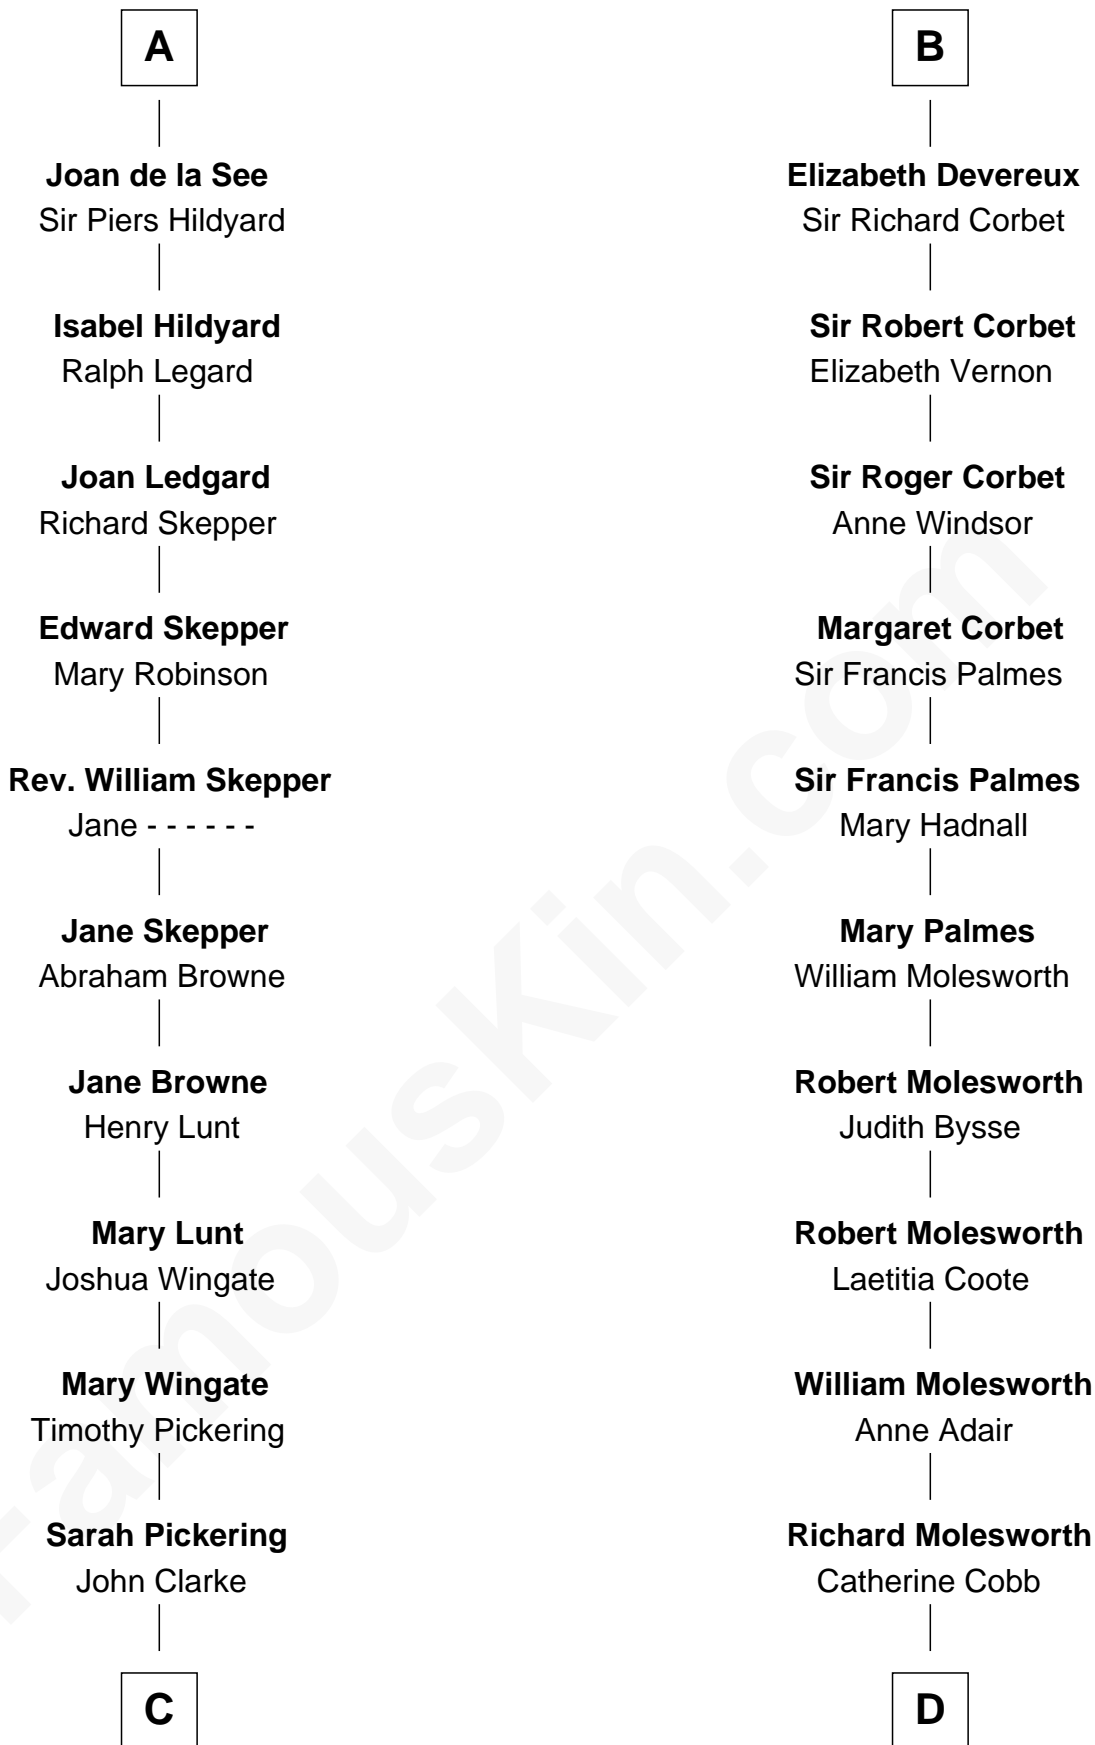 A
Joan de la See
Sir Piers Hildyard
Isabel Hildyard
Ralph Legard
Joan Ledgard
Richard Skepper
Edward Skepper
Mary Robinson
Rev. William Skepper
Jane - - - - - -
Jane Skepper
Abraham Browne
Jane Browne
Henry Lunt
Mary Lunt
Joshua Wingate
Mary Wingate
Timothy Pickering
Sarah Pickering
John Clarke
C
B
Elizabeth Devereux
Sir Richard Corbet
Sir Robert Corbet
Elizabeth Vernon
Sir Roger Corbet
Anne Windsor
Margaret Corbet
Sir Francis Palmes
Sir Francis Palmes
Mary Hadnall
Mary Palmes
William Molesworth
Robert Molesworth
Judith Bysse
Robert Molesworth
Laetitia Coote
William Molesworth
Anne Adair
Richard Molesworth
Catherine Cobb
D
FamousKin.com